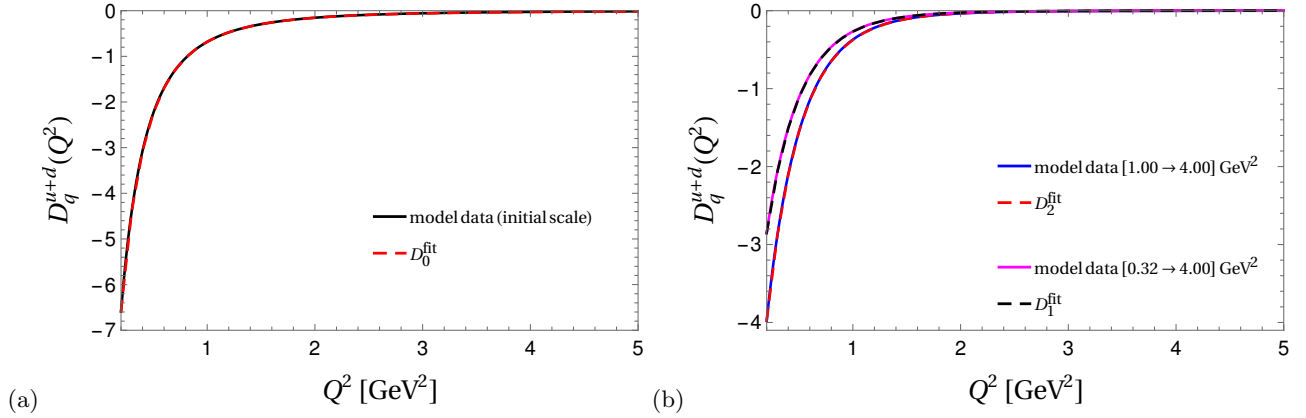 0
−1
−2
−3
−4
−5
−6
−7
1
2
3
4
5
D_q^{u+d}(Q^2)
Q^2 [GeV^2]
model data (initial scale)
D_0^{fit}
(a)
0
−1
−2
−3
−4
1
2
3
4
5
D_q^{u+d}(Q^2)
Q^2 [GeV^2]
model data [1.00 → 4.00] GeV^2
D_2^{fit}
model data [0.32 → 4.00] GeV^2
D_1^{fit}
(b)